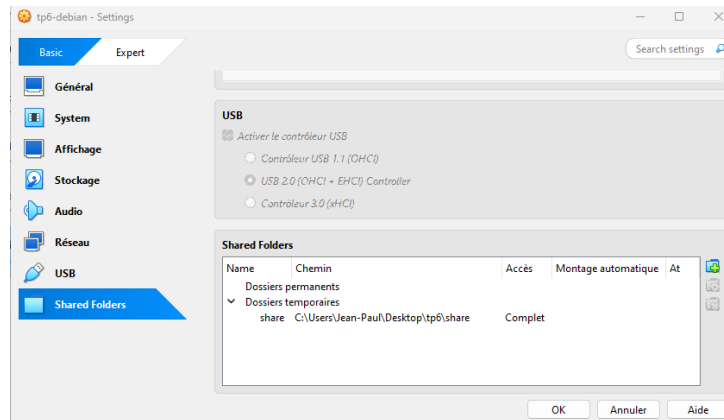 tp6-debian - Settings
Basic
Expert
Search settings
Général
System
Affichage
Stockage
Audio
Réseau
USB
Shared Folders
USB
Activer le contrôleur USB
Contrôleur USB 1.1 (OHCI)
USB 2.0 (OHCI + EHCI) Controller
Contrôleur 3.0 (xHCI)
Shared Folders
Name Chemin Accès Montage automatique At
Dossiers permanents
Dossiers temporaires
share C:\Users\Jean-Paul\Desktop\tp6\share Complet
OK Annuler Aide